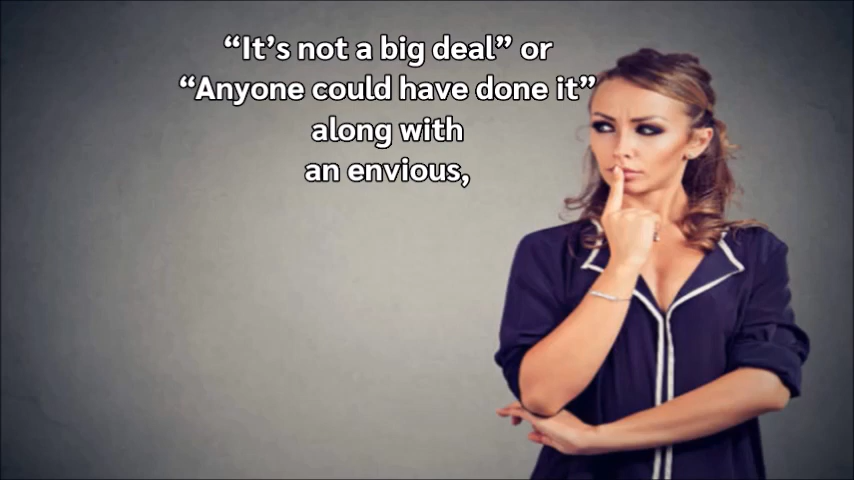 “It’s not a big deal” or
“Anyone could have done it”
along with
an envious,